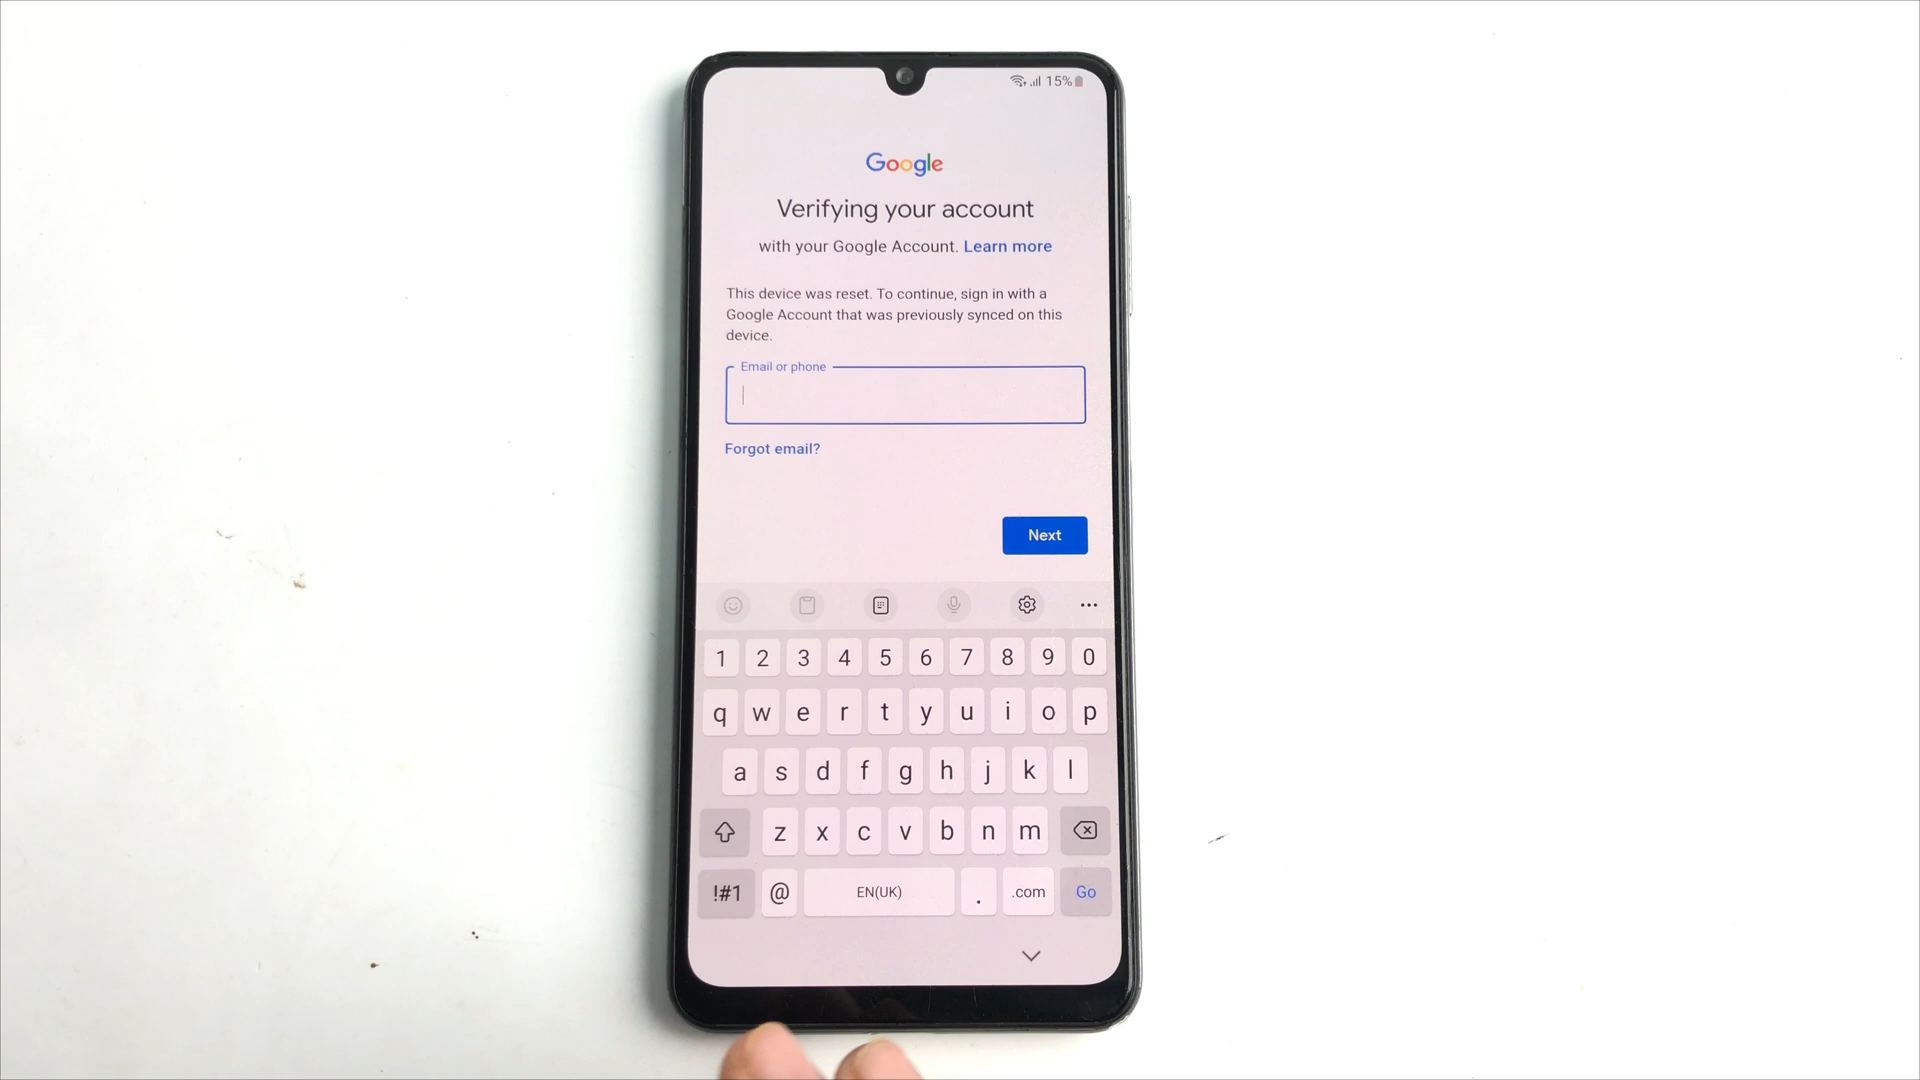 15%
Google
Verifying your account
with your Google Account. Learn more
This device was reset. To continue, sign in with a
Google Account that was previously synced on this
device.
Email or phone
Forgot email?
Next
1 2 3 4 5 6 7 8 9 0
q w e r t y u i o p
a s d f g h j k l
z x c v b n m
!#1 @ EN(UK) . .com Go